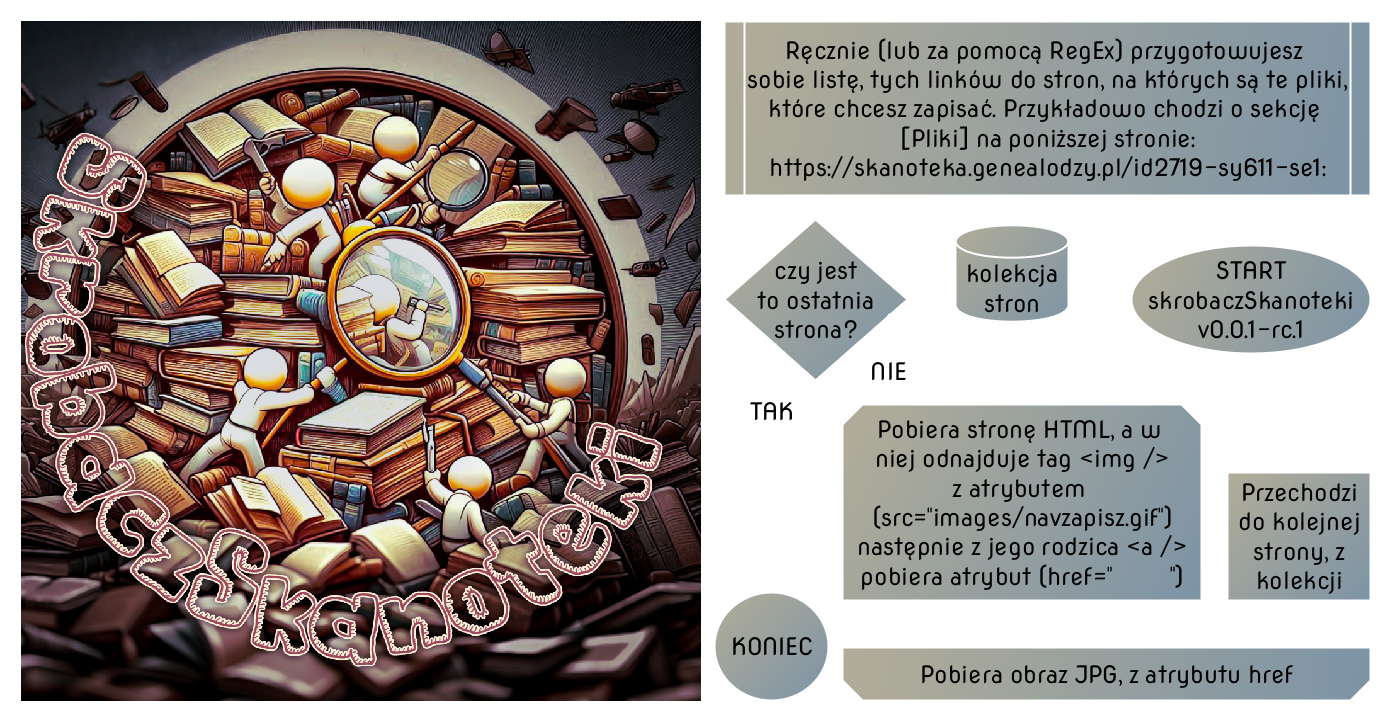 skrobaczSkanoteki
Ręcznie (lub za pomocą RegEx) przygotowujesz
sobie listę, tych linków do stron, na których są te pliki,
które chcesz zapisać. Przykładowo chodzi o sekcję
[Pliki] na poniższej stronie:
https://skanoteka.genealodzy.pl/id2719-sy611-se1:
czy jest
to ostatnia
strona?
kolekcja
stron
START
skrobaczSkanoteki
v0.0.1-rc.1
NIE
TAK
Pobiera stronę HTML, a w
niej odnajduje tag <img />
z atrybutem
(src="images/navzapisz.gif")
następnie z jego rodzica <a />
pobiera atrybut (href=" ")
Przechodzi
do kolejnej
strony, z
kolekcji
KONIEC
Pobiera obraz JPG, z atrybutu href